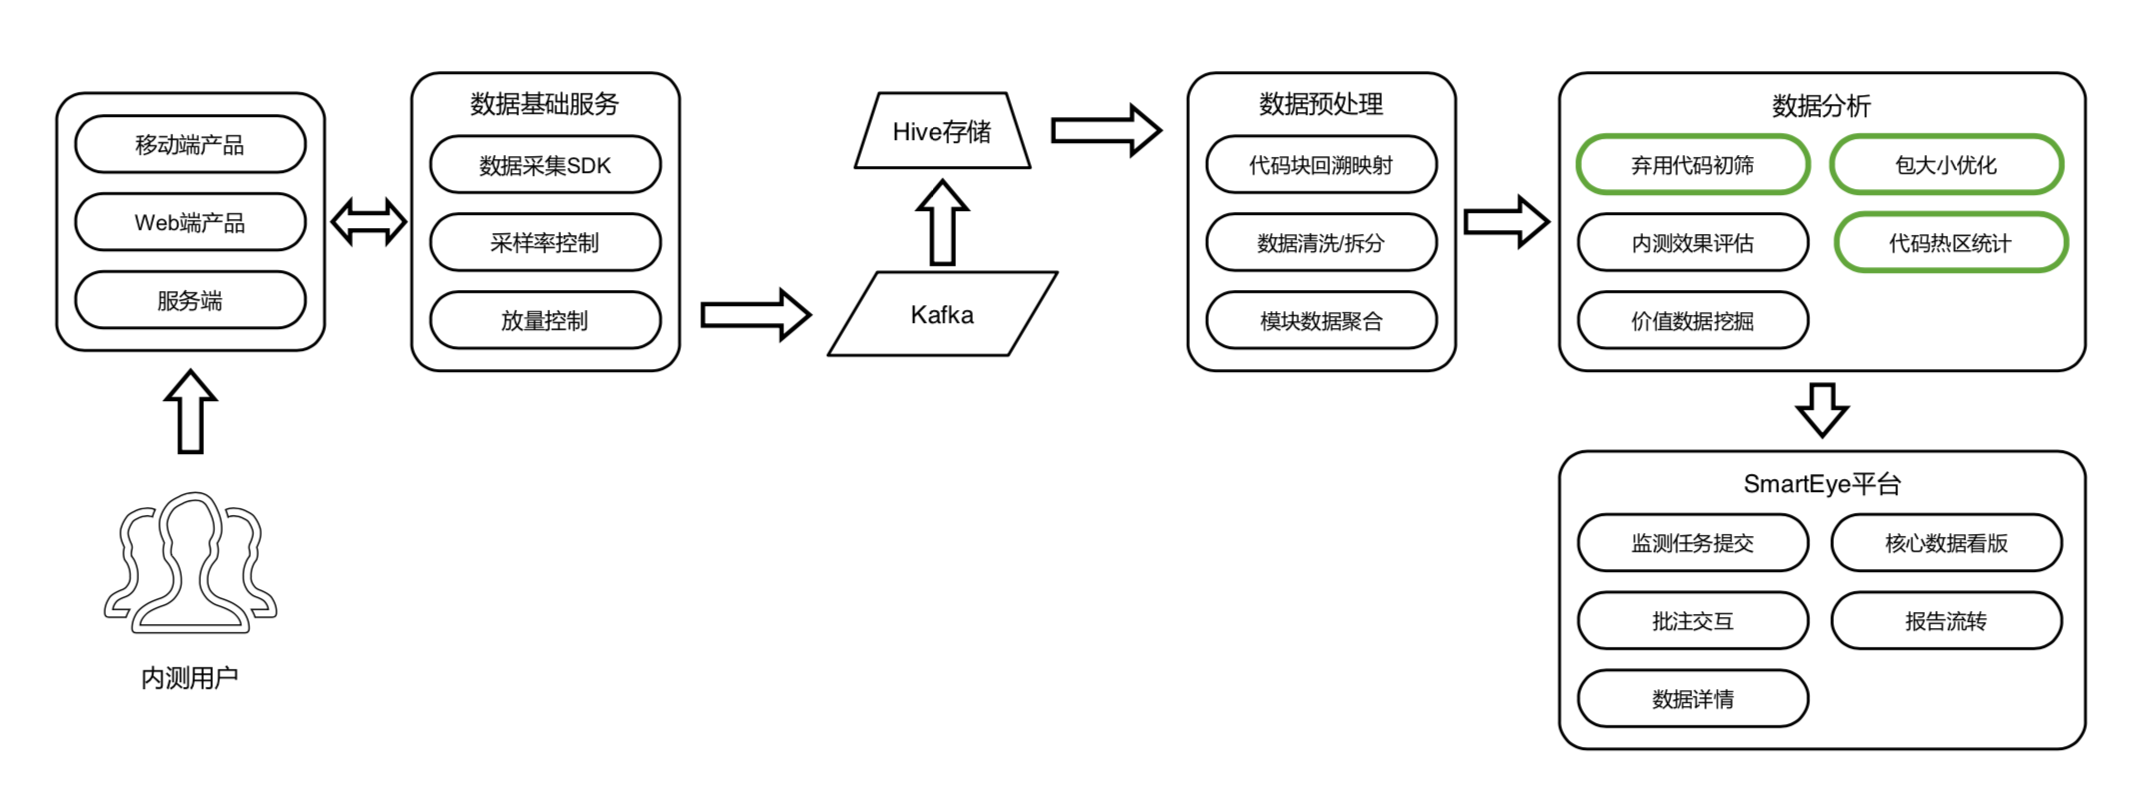 移动端产品
Web端产品
服务端
内测用户
数据基础服务
数据采集SDK
采样率控制
放量控制
Hive存储
Kafka
数据预处理
代码块回溯映射
数据清洗/拆分
模块数据聚合
数据分析
弃用代码初筛
包大小优化
内测效果评估
代码热区统计
价值数据挖掘
SmartEye平台
监测任务提交
核心数据看版
批注交互
报告流转
数据详情